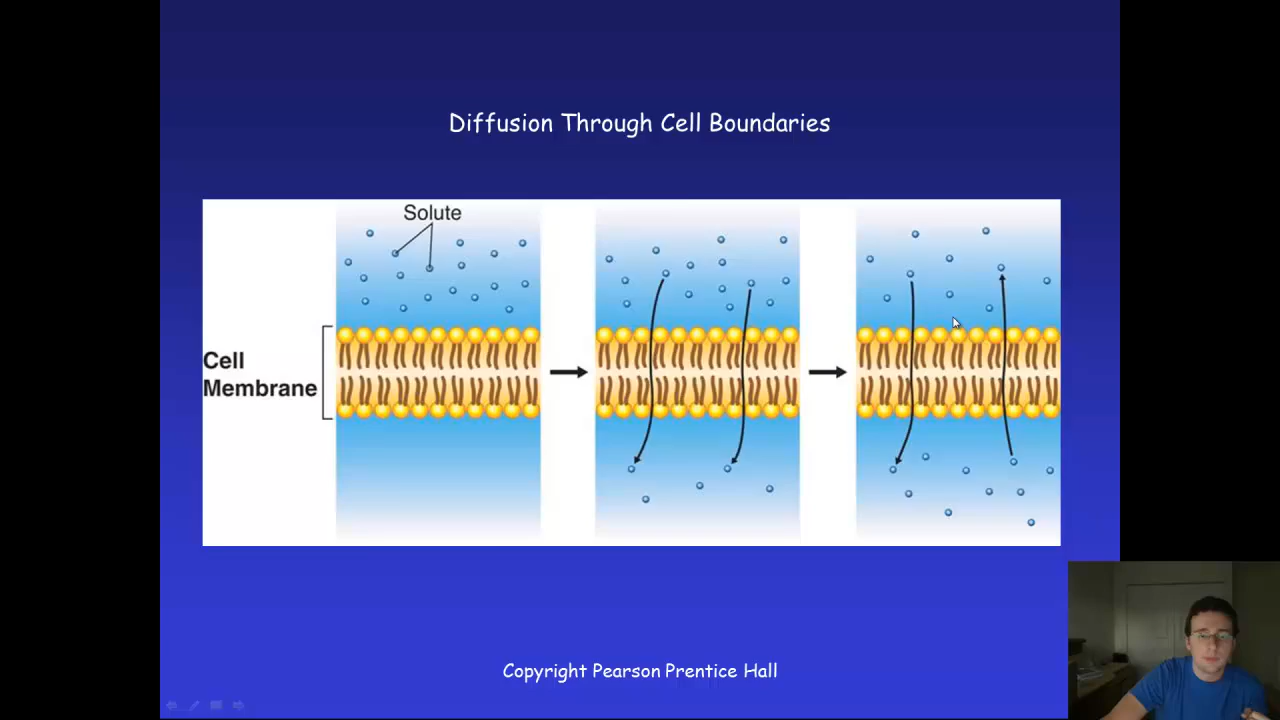 Diffusion Through Cell Boundaries
Solute
Cell
Membrane
Copyright Pearson Prentice Hall